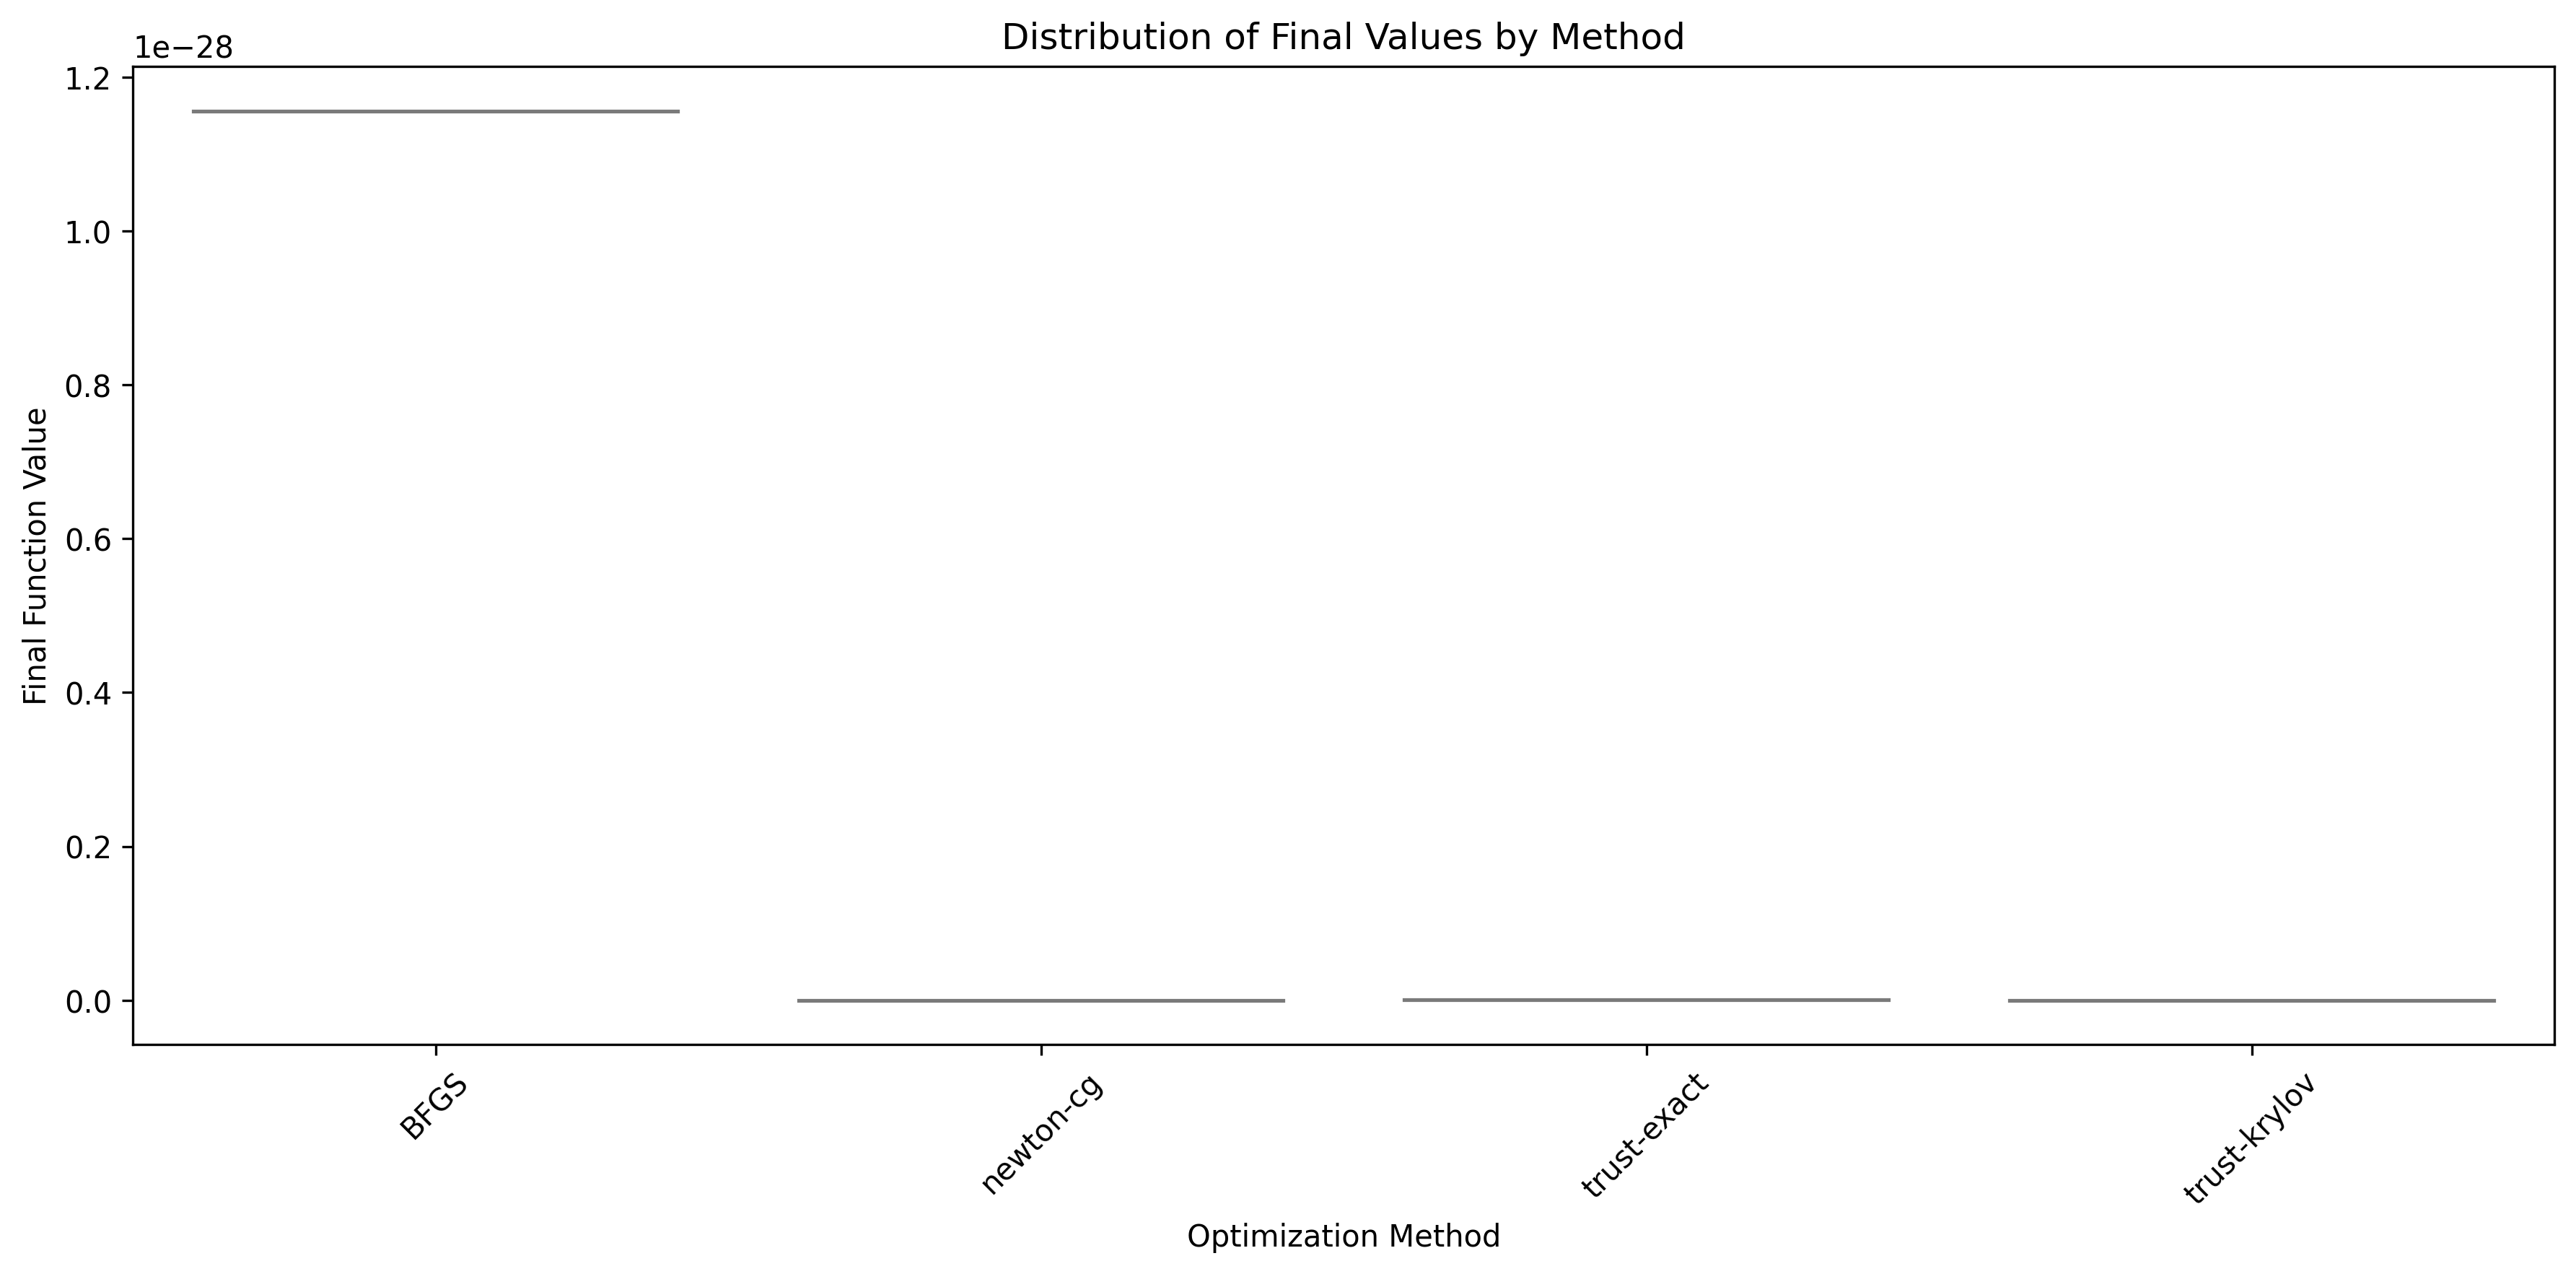 Distribution of Final Values by Method
1e−28
1.2
1.0
0.8
0.6
0.4
0.2
0.0
Final Function Value
BFGS
newton-cg
trust-exact
trust-krylov
Optimization Method